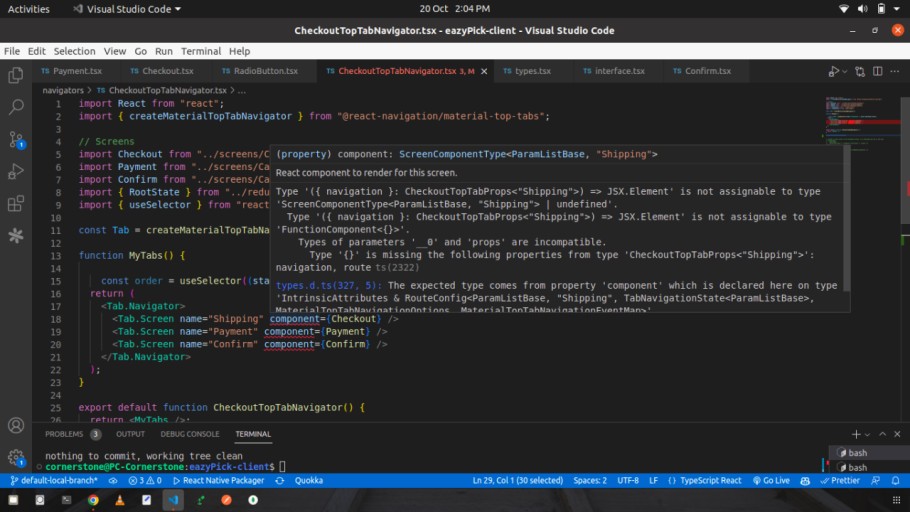 Activities
Visual Studio Code
20 Oct 2:04 PM
CheckoutTopTabNavigator.tsx - eazyPick-client - Visual Studio Code
File Edit Selection View Go Run Terminal Help
TS Payment.tsx
TS Checkout.tsx
TS RadioButton.tsx
TS CheckoutTopTabNavigator.tsx 3, M
TS types.tsx
TS interface.tsx
TS Confirm.tsx
navigators > TS CheckoutTopTabNavigator.tsx > ...
1 import React from "react";
2 import { createMaterialTopTabNavigator } from "@react-navigation/material-top-tabs";
3
4 // Screens
5 import Checkout from "../screens/C
6 import Payment from "../screens/Ca
7 import Confirm from "../screens/Ca
8 import { RootState } from "../redu
9 import { useSelector } from "react
10
11 const Tab = createMaterialTopTabNa
12
13 function MyTabs() {
14
15 const order = useSelector((sta
16 return (
17 <Tab.Navigator>
18 <Tab.Screen name="Shipping" component={Checkout} />
19 <Tab.Screen name="Payment" component={Payment} />
20 <Tab.Screen name="Confirm" component={Confirm} />
21 </Tab.Navigator>
22 );
23 }
24
25 export default function CheckoutTopTabNavigator() {
26 return <MyTabs />;
(property) component: ScreenComponentType<ParamListBase, "Shipping">
React component to render for this screen.
Type '({ navigation }: CheckoutTopTabProps<"Shipping">) => JSX.Element' is not assignable to type
'ScreenComponentType<ParamListBase, "Shipping"> | undefined'.
Type '({ navigation }: CheckoutTopTabProps<"Shipping">) => JSX.Element' is not assignable to type
'FunctionComponent<{}>'.
Types of parameters '__0' and 'props' are incompatible.
Type '{}' is missing the following properties from type 'CheckoutTopTabProps<"Shipping">':
navigation, route ts(2322)
types.d.ts(327, 5): The expected type comes from property 'component' which is declared here on type
'IntrinsicAttributes & RouteConfig<ParamListBase, "Shipping", TabNavigationState<ParamListBase>,
MaterialTopTabNavigationOptions, MaterialTopTabNavigationEventMap>'
PROBLEMS 3 OUTPUT DEBUG CONSOLE TERMINAL
nothing to commit, working tree clean
cornerstone@PC-Cornerstone:eazyPick-client$
bash
bash
default-local-branch* 3 0 React Native Packager Quokka Ln 29, Col 1 (30 selected) Spaces: 2 UTF-8 LF {} TypeScript React Go Live Prettier